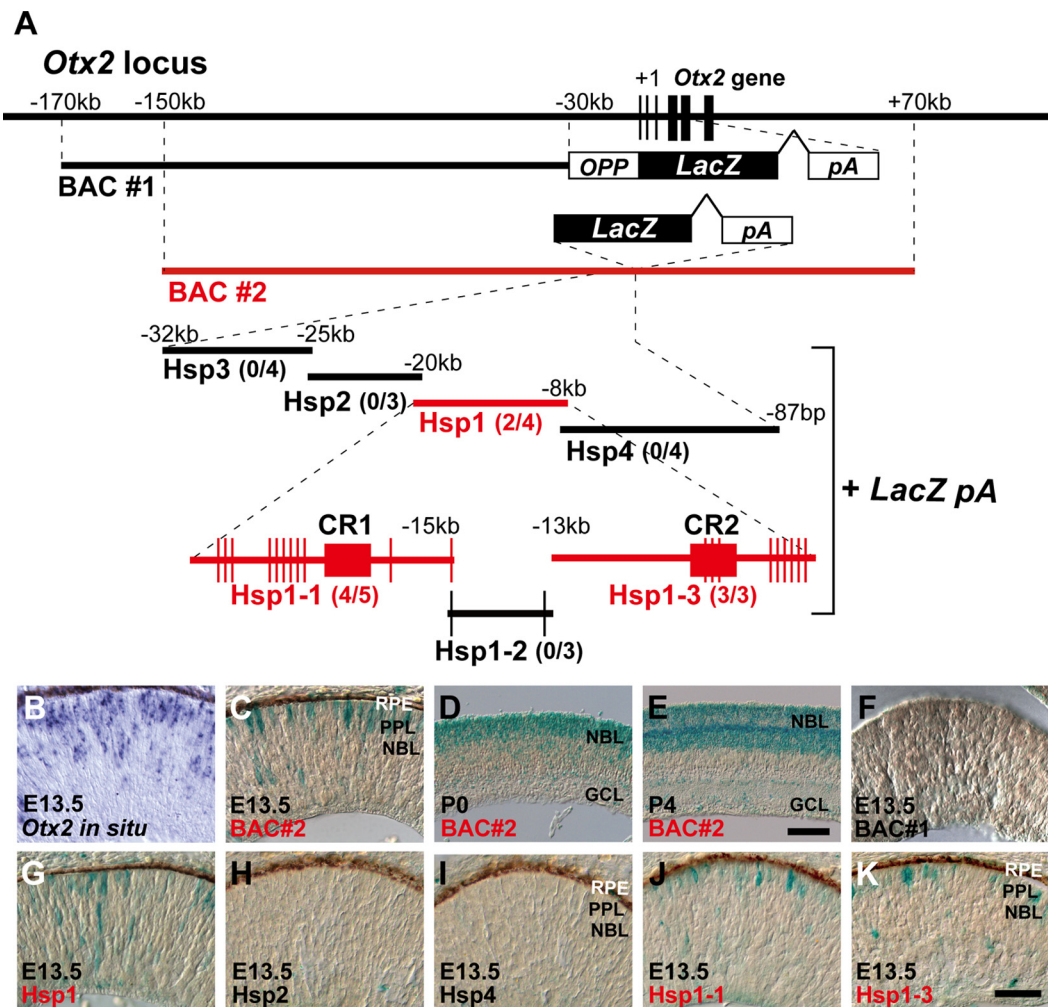 A
Otx2 locus
-170kb -150kb -30kb +1 Otx2 gene +70kb
OPP LacZ pA
BAC #1
LacZ pA
BAC #2
-32kb -25kb
Hsp3 (0/4) -20kb
Hsp2 (0/3) -8kb
Hsp1 (2/4) -87bp
Hsp4 (0/4)
+ LacZ pA
CR1 -15kb -13kb CR2
Hsp1-1 (4/5) Hsp1-3 (3/3)
Hsp1-2 (0/3)
B
E13.5
Otx2 in situ
C
RPE
PPL
NBL
E13.5
BAC#2
D
NBL
GCL
P0
BAC#2
E
NBL
GCL
P4
BAC#2
F
E13.5
BAC#1
G
E13.5
Hsp1
H
E13.5
Hsp2
I
RPE
PPL
NBL
E13.5
Hsp4
J
E13.5
Hsp1-1
K
RPE
PPL
NBL
E13.5
Hsp1-3